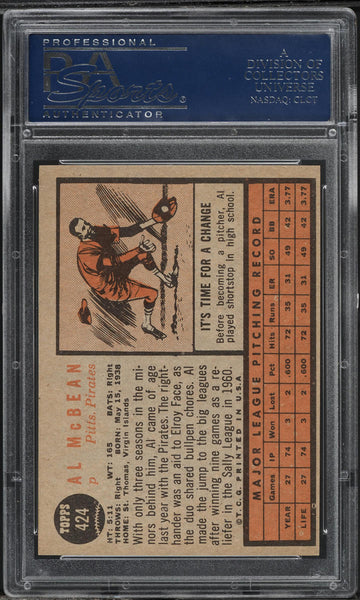 PROFESSIONAL
PSA
Sports
AUTHENTICATOR
A
DIVISION OF
COLLECTORS
UNIVERSE
NASDAQ: CLCT
TOPPS
424
AL McBEAN
P Pitts. Pirates
HT: 5:11 WT: 165 BATS: Right
THROWS: Right BORN: May 15, 1938
HOME: St. Thomas, Virgin Islands
With only three seasons in the mi-
nors behind him, Al came of age
last year with the Pirates. The right-
hander was an aid to Elroy Face, as
the duo shared bullpen chores. Al
made the jump to the big leagues
after winning nine games as a re-
liefer in the Sally League in 1960.
©T.C.G. PRINTED IN U.S.A.
IT'S TIME FOR A CHANGE
Before becoming a pitcher, Al
played shortstop in high school.
MAJOR LEAGUE PITCHING RECORD
Games IP Won Lost Pct Hits Runs ER SO BB ERA
YEAR 27 74 3 2 .600 72 35 31 49 42 3.77
LIFE 27 74 3 2 .600 72 35 31 49 42 3.77